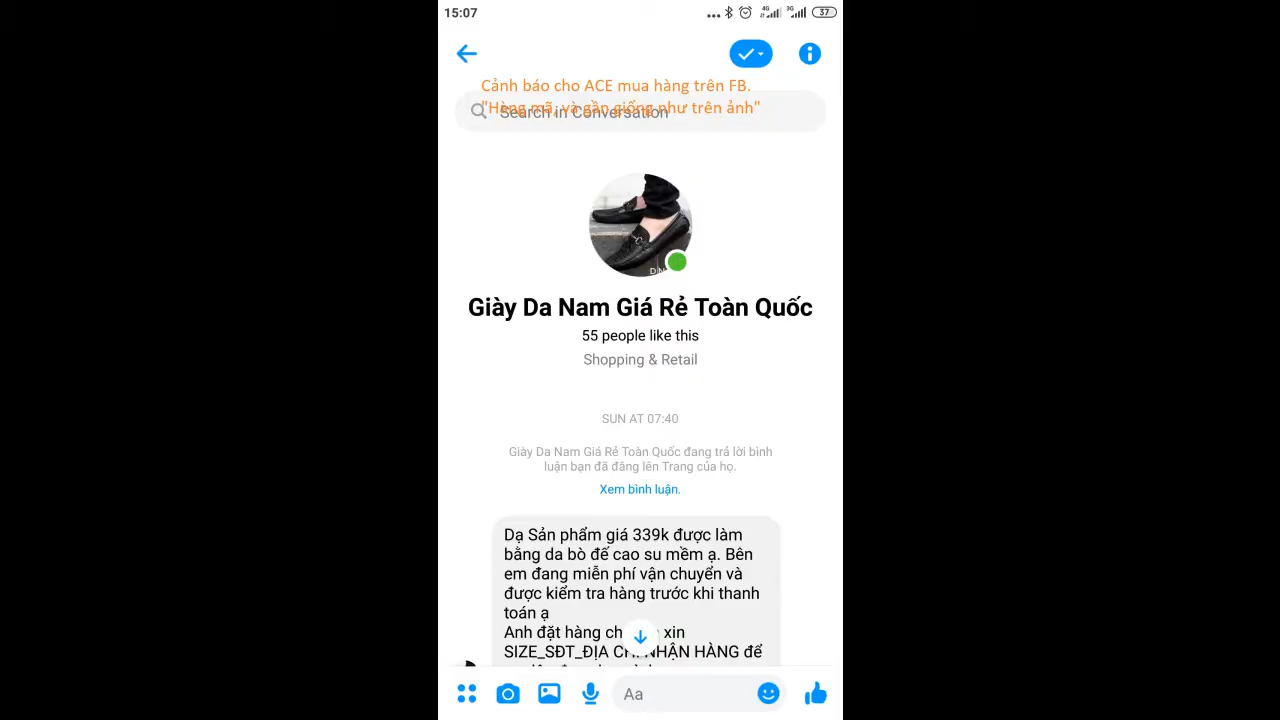 15:07
4G
3G
37
Cảnh báo cho ACE mua hàng trên FB.
"Hàng mã, và gần giống như trên ảnh"
Search in Conversation
Giày Da Nam Giá Rẻ Toàn Quốc
55 people like this
Shopping & Retail
SUN AT 07:40
Giày Da Nam Giá Rẻ Toàn Quốc đang trả lời bình
luận bạn đã đăng lên Trang của họ.
Xem bình luận.
Dạ Sản phẩm giá 339k được làm
bằng da bò đế cao su mềm ạ. Bên
em đang miễn phí vận chuyển và
được kiểm tra hàng trước khi thanh
toán ạ
Anh đặt hàng xin
SIZE_SĐT_ĐỊA NHẬN HÀNG để
Aa